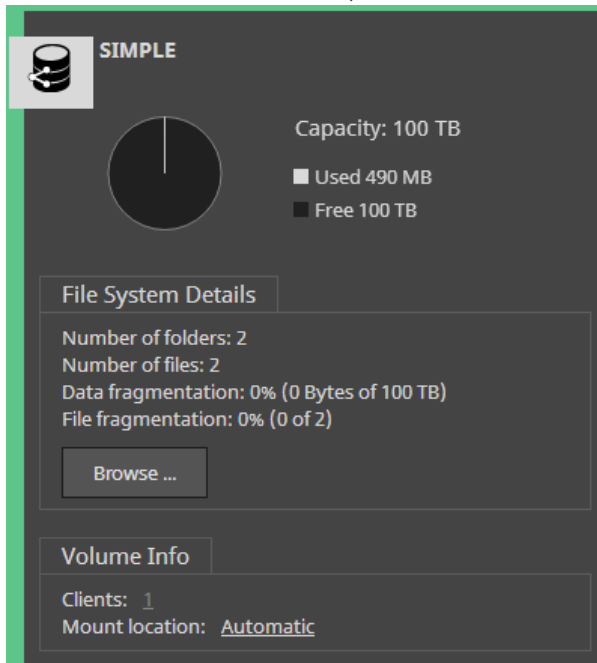 SIMPLE
Capacity: 100 TB
Used 490 MB
Free 100 TB
File System Details
Number of folders: 2
Number of files: 2
Data fragmentation: 0% (0 Bytes of 100 TB)
File fragmentation: 0% (0 of 2)
Browse ...
Volume Info
Clients: 1
Mount location: Automatic